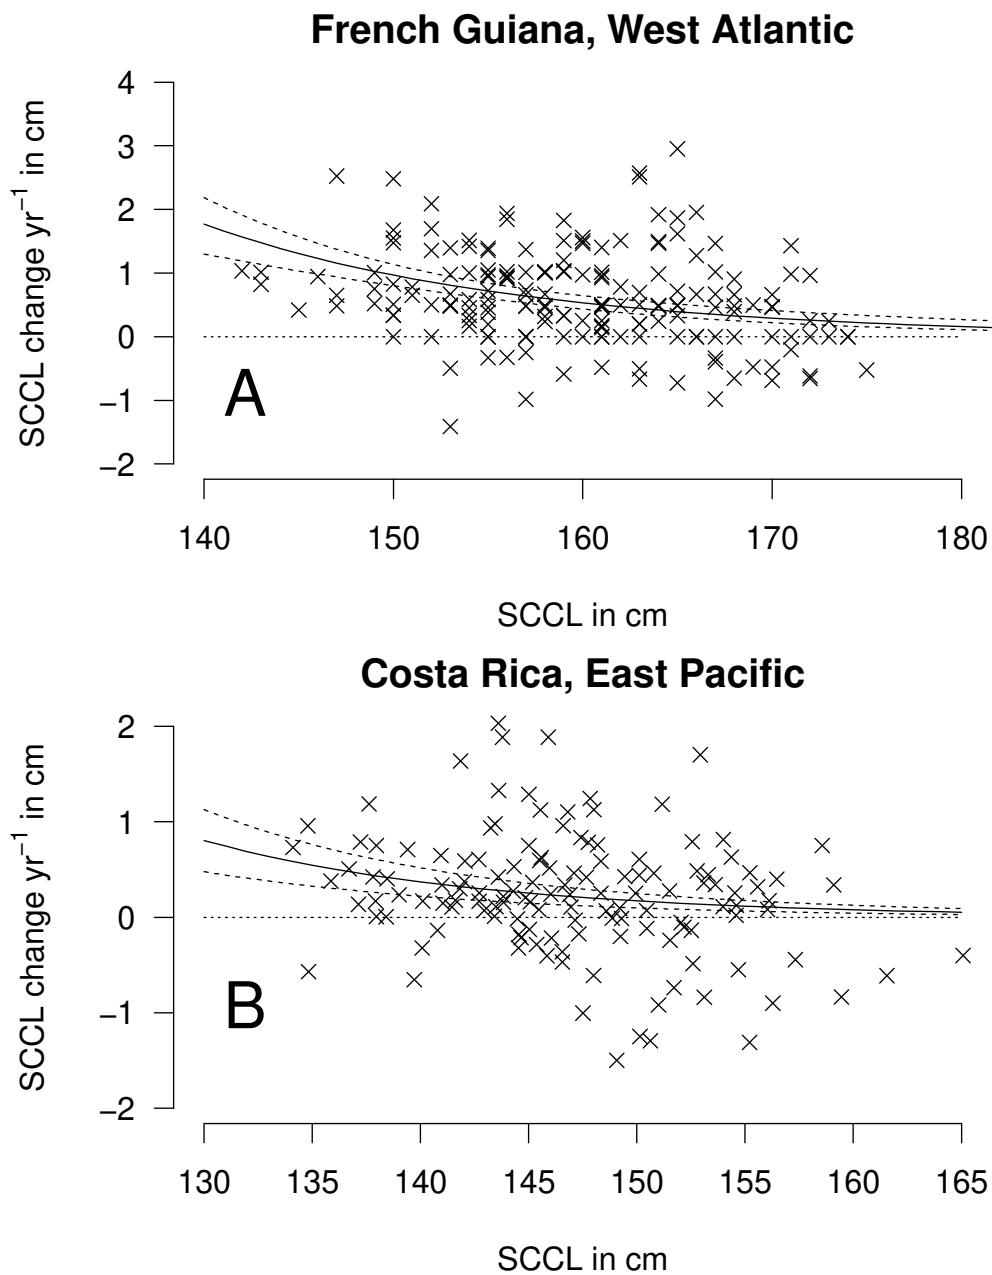 French Guiana, West Atlantic
SCCL change yr⁻¹ in cm
4
3
2
1
0
−1
−2
A
140 150 160 170 180
SCCL in cm
Costa Rica, East Pacific
SCCL change yr⁻¹ in cm
2
1
0
−1
−2
B
130 135 140 145 150 155 160 165
SCCL in cm